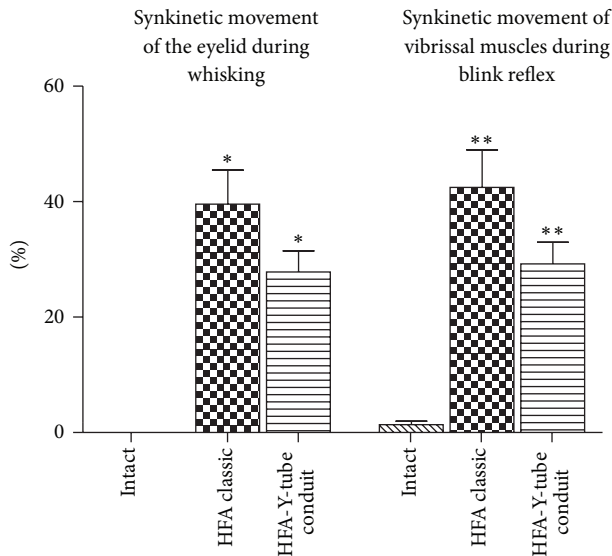 Synkinetic movement
of the eyelid during
whisking
Synkinetic movement of
vibrissal muscles during
blink reflex
60
40
20
0
(%)
*
*
**
**
Intact
HFA classic
HFA-Y-tube
conduit
Intact
HFA classic
HFA-Y-tube
conduit